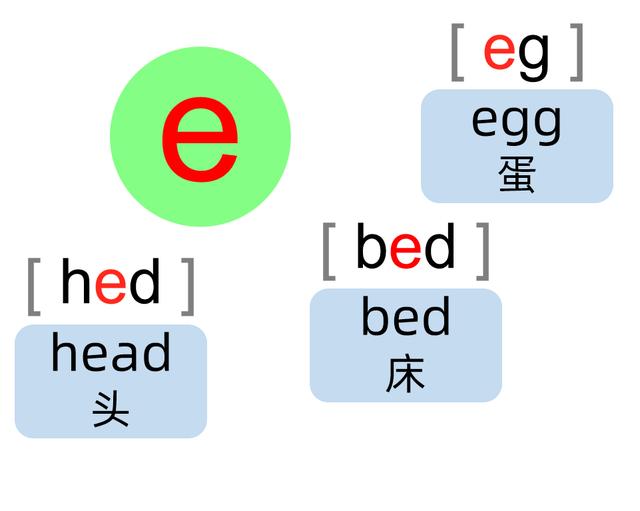 e
[ eg ]
egg
蛋
[ hed ]
head
头
[ bed ]
bed
床